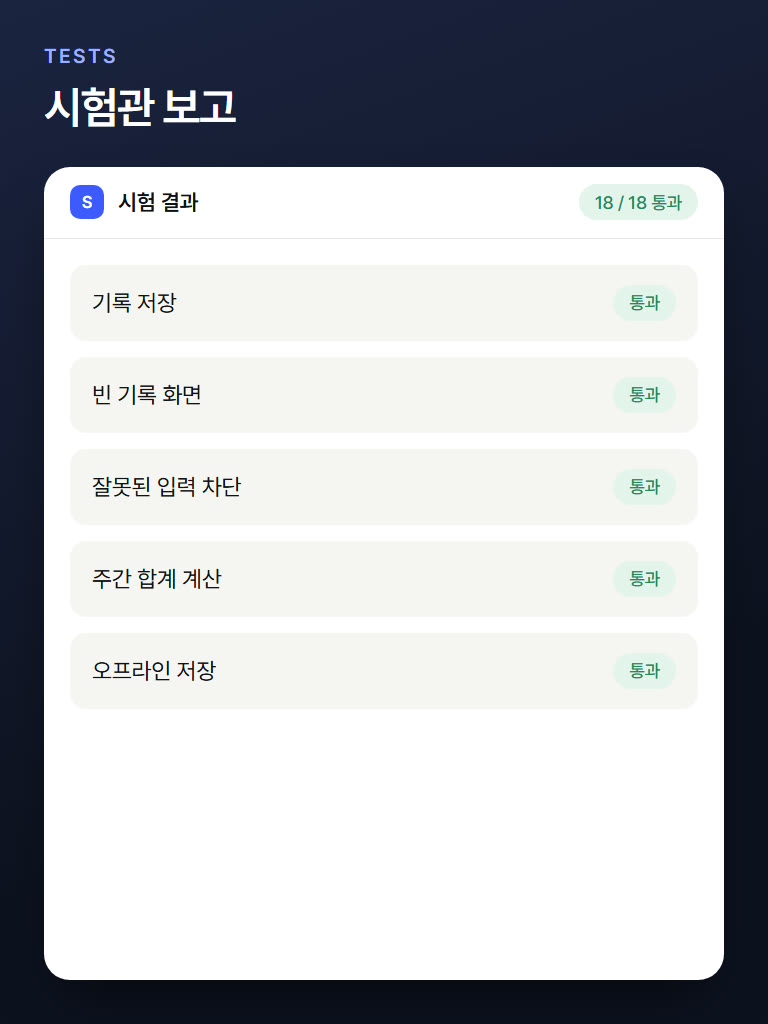 TESTS
시험관 보고
S 시험 결과 18 / 18 통과
기록 저장 통과
빈 기록 화면 통과
잘못된 입력 차단 통과
주간 합계 계산 통과
오프라인 저장 통과